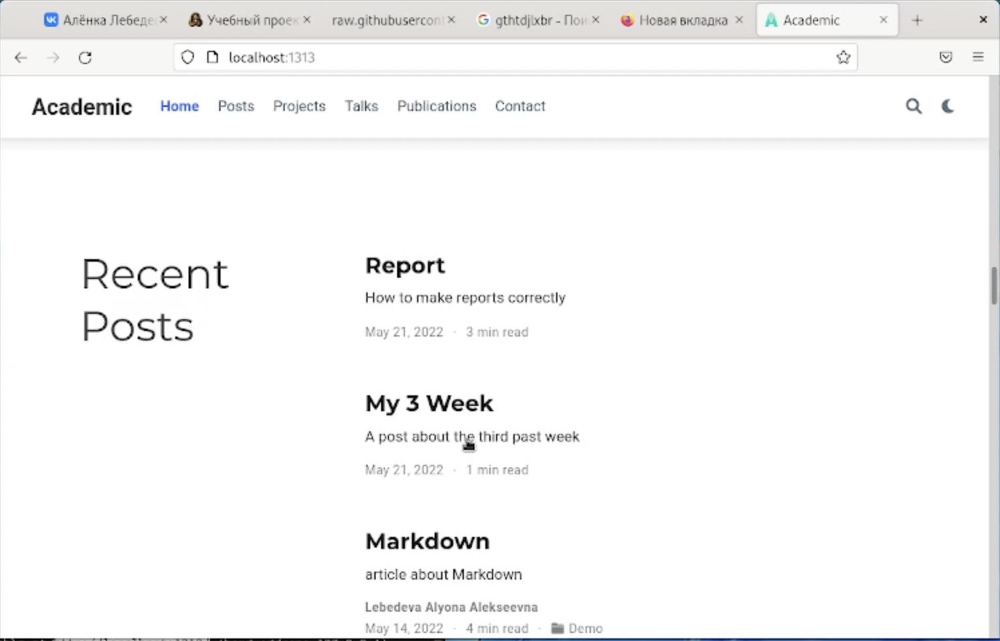 Алёнка Лебеде
Учебный проек
raw.githubusercont
gthtdjlxbr - Пои
Новая вкладка
Academic
localhost:1313
Academic
Home
Posts
Projects
Talks
Publications
Contact
Recent
Posts
Report
How to make reports correctly
May 21, 2022 · 3 min read
My 3 Week
A post about the third past week
May 21, 2022 · 1 min read
Markdown
article about Markdown
Lebedeva Alyona Alekseevna
May 14, 2022 · 4 min read · Demo